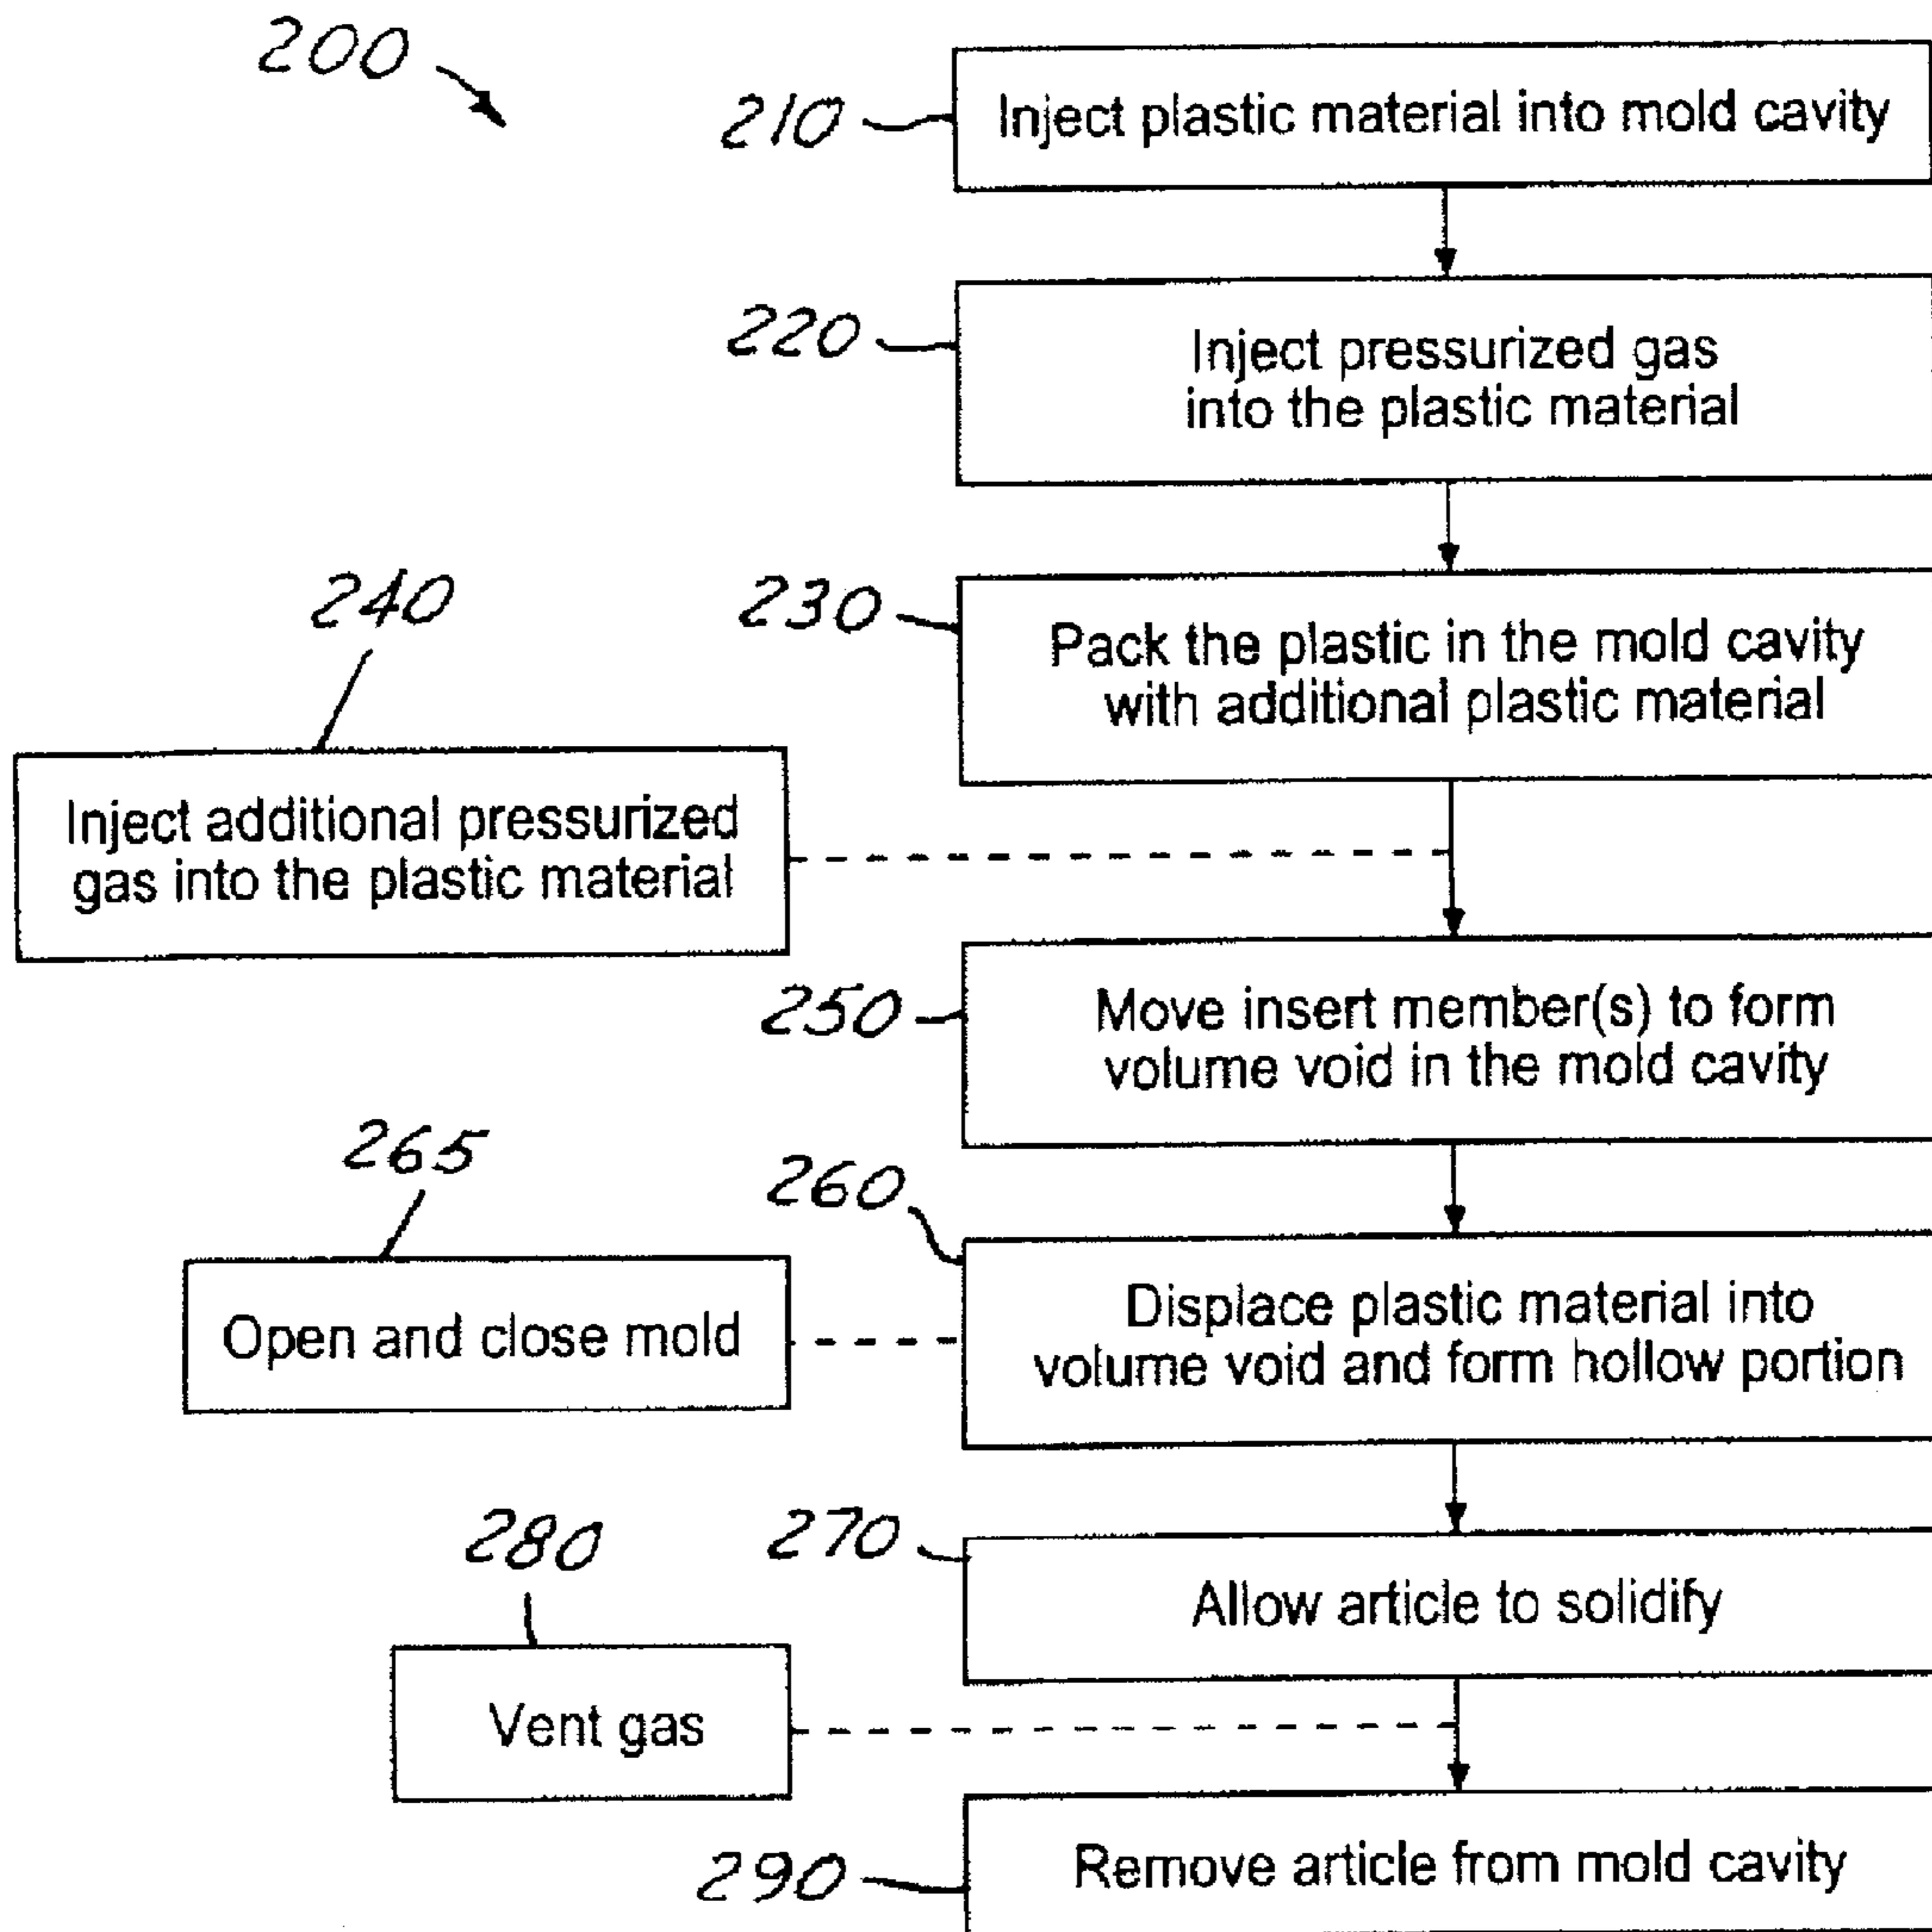 200
210
Inject plastic material into mold cavity
220
Inject pressurized gas
into the plastic material
230
Pack the plastic in the mold cavity
with additional plastic material
240
Inject additional pressurized
gas into the plastic material
250
Move insert member(s) to form
volume void in the mold cavity
265
Open and close mold
260
Displace plastic material into
volume void and form hollow portion
270
Allow article to solidify
280
Vent gas
290
Remove article from mold cavity